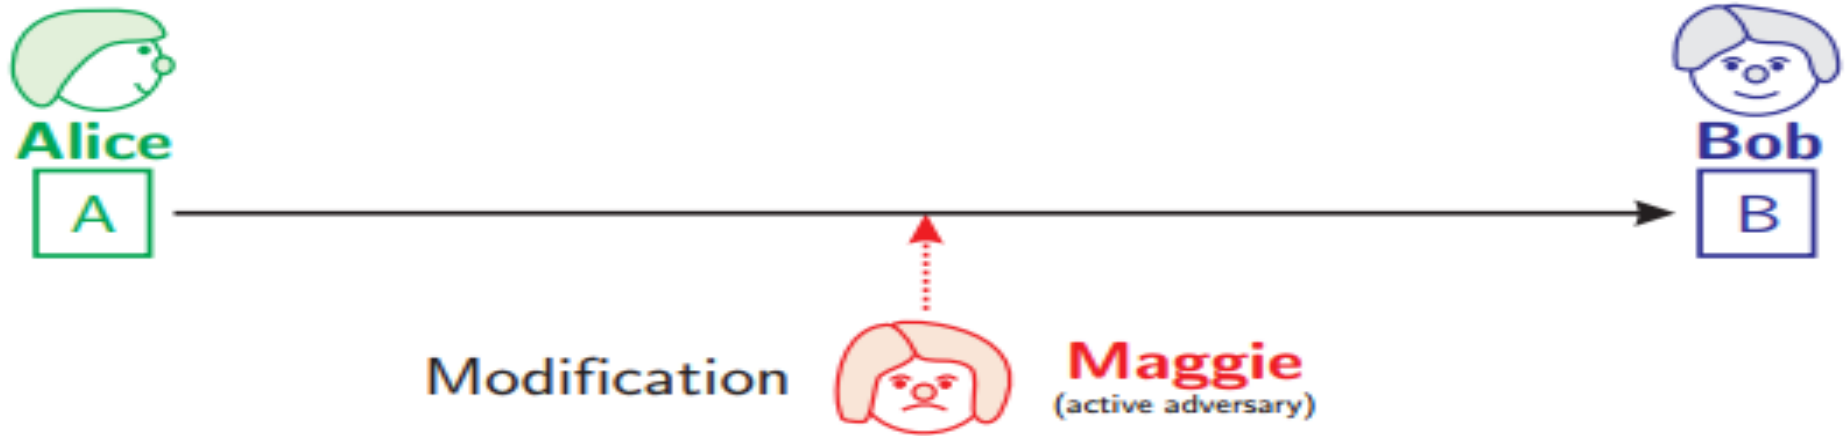 Alice
Bob
A
B
Modification
Maggie
(active adversary)